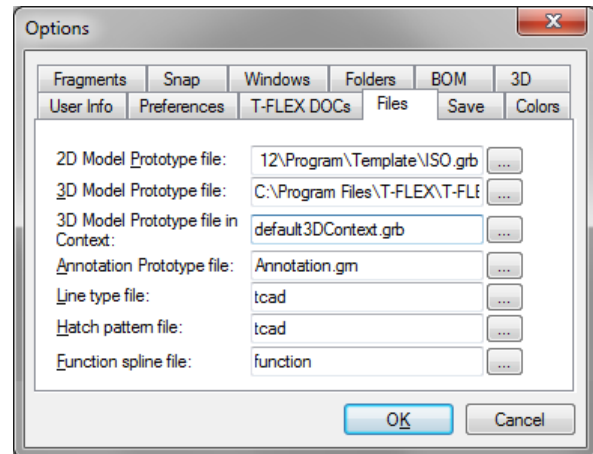 Options
Fragments Snap Windows Folders BOM 3D
User Info Preferences T-FLEX DOCs Files Save Colors
2D Model Prototype file: 12\Program\Template\ISO.grb ...
3D Model Prototype file: C:\Program Files\T-FLEX\T-FLE ...
3D Model Prototype file in
Context: default3DContext.grb ...
Annotation Prototype file: Annotation.grn ...
Line type file: tcad ...
Hatch pattern file: tcad ...
Function spline file: function ...
OK Cancel